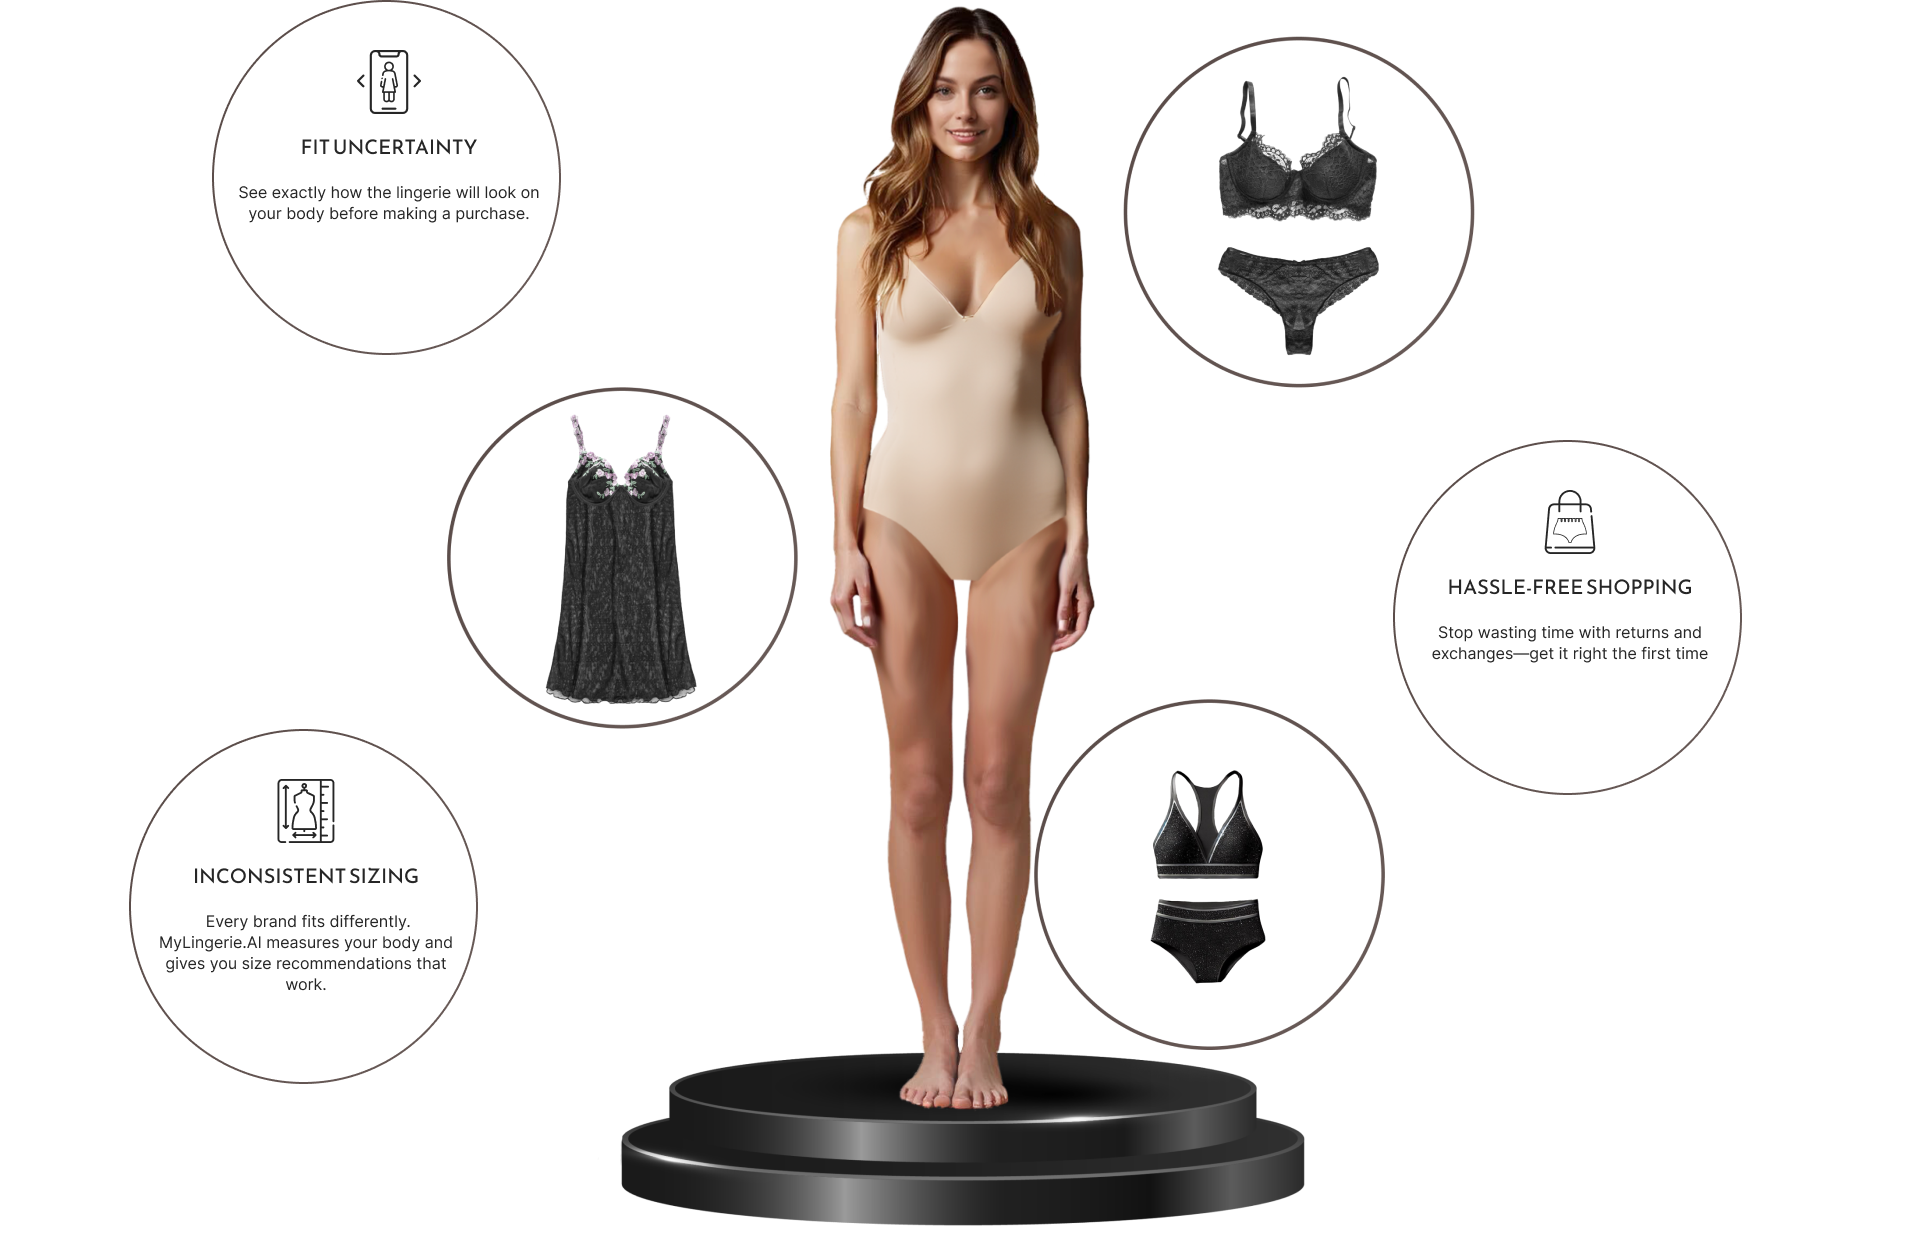 FIT UNCERTAINTY
See exactly how the lingerie will look on
your body before making a purchase.
HASSLE-FREE SHOPPING
Stop wasting time with returns and
exchanges—get it right the first time
INCONSISTENT SIZING
Every brand fits differently.
MyLingerie.AI measures your body and
gives you size recommendations that
work.